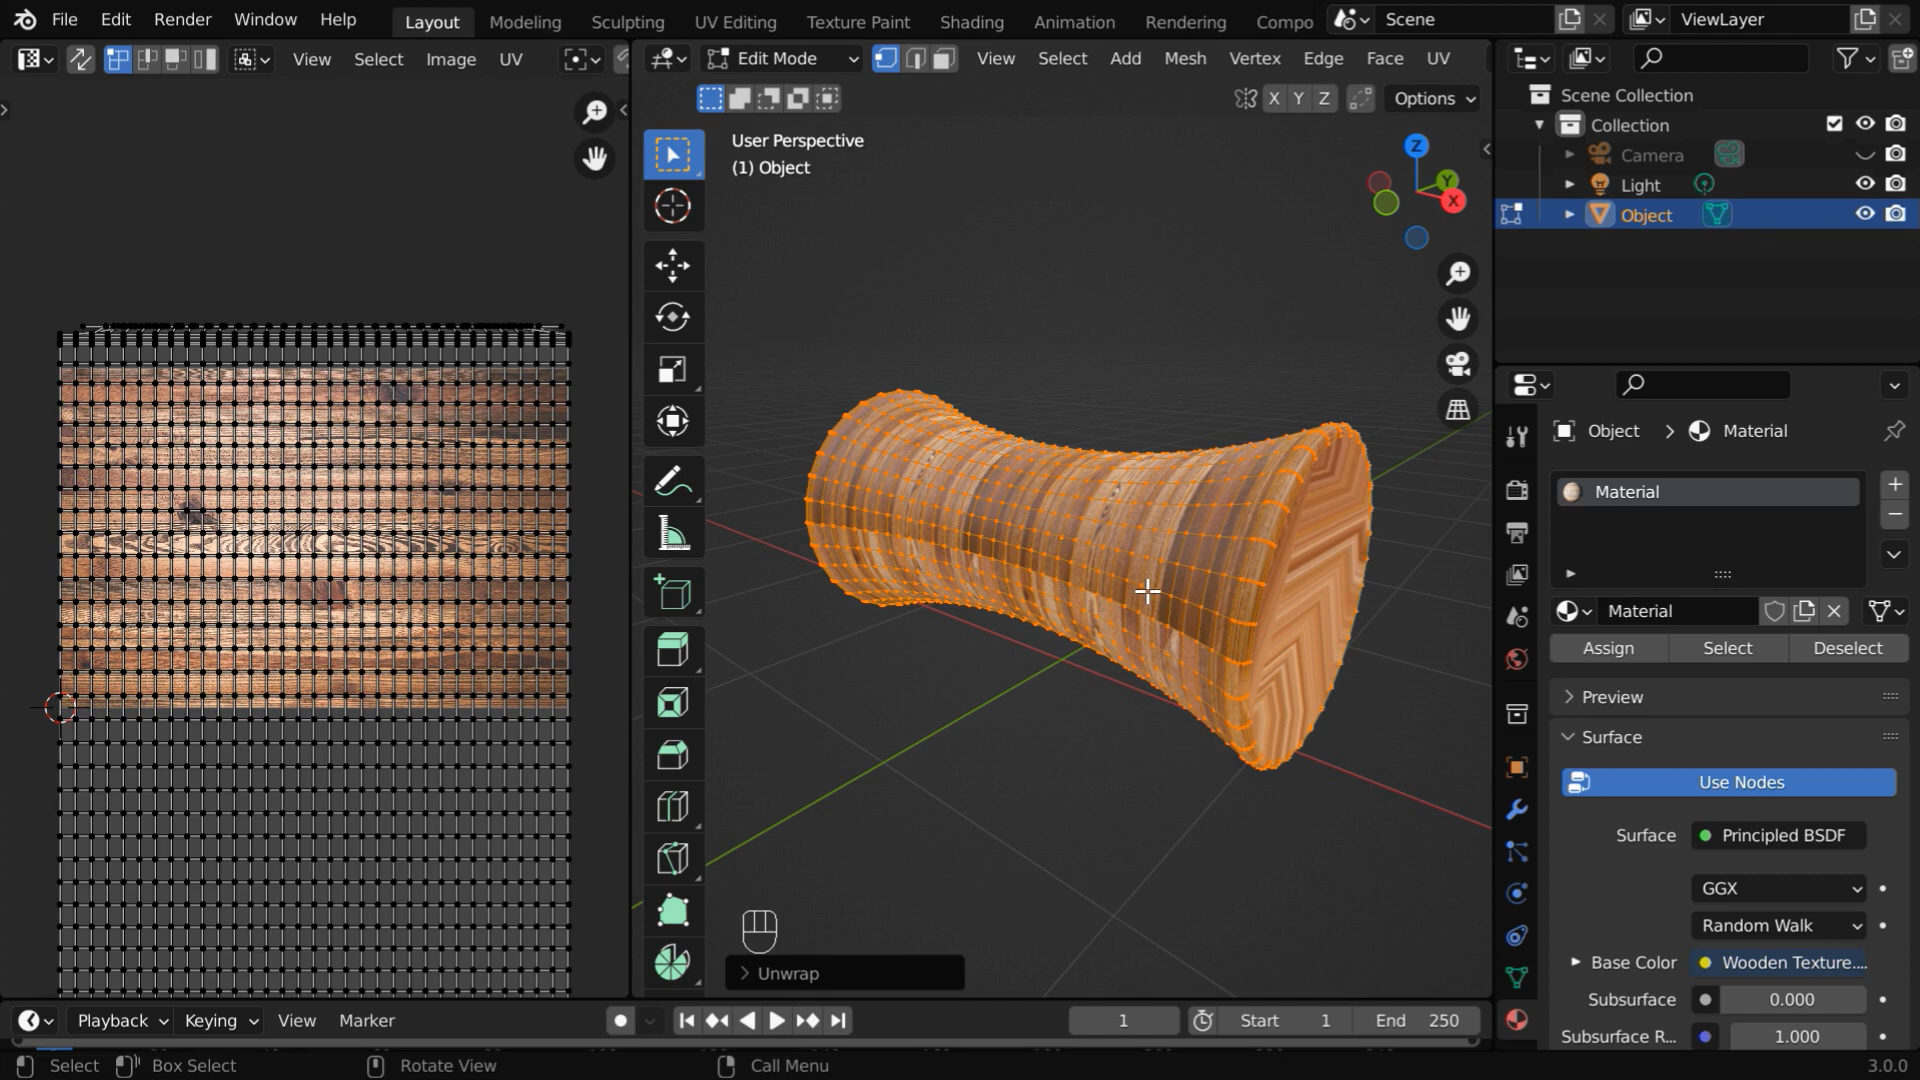 File Edit Render Window Help Layout Modeling Sculpting UV Editing Texture Paint Shading Animation Rendering Compo Scene ViewLayer
View Select Image UV Edit Mode View Select Add Mesh Vertex Edge Face UV
X Y Z Options
User Perspective
(1) Object
Z
Y
X
Scene Collection
Collection
Camera
Light
Object
Object > Material
Material
Material
Assign Select Deselect
Preview
Surface
Use Nodes
Surface Principled BSDF
GGX
Random Walk
Base Color Wooden Texture....
Subsurface 0.000
Subsurface R... 1.000
> Unwrap
Playback Keying View Marker 1 Start 1 End 250
Select Box Select Rotate View Call Menu 3.0.0